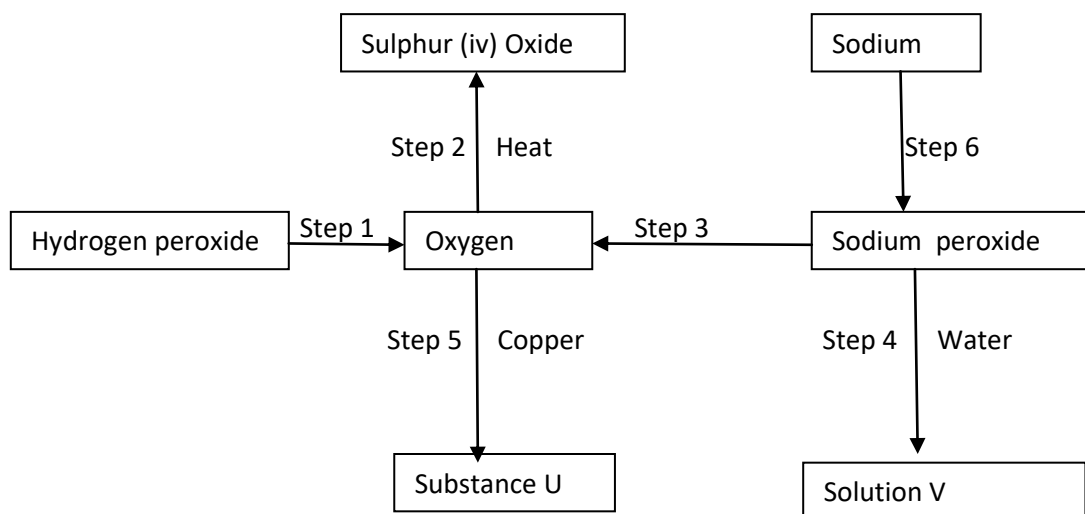 Sulphur (iv) Oxide
Sodium
Step 2 Heat
Step 6
Hydrogen peroxide
Step 1
Oxygen
Step 3
Sodium peroxide
Step 5 Copper
Step 4 Water
Substance U
Solution V